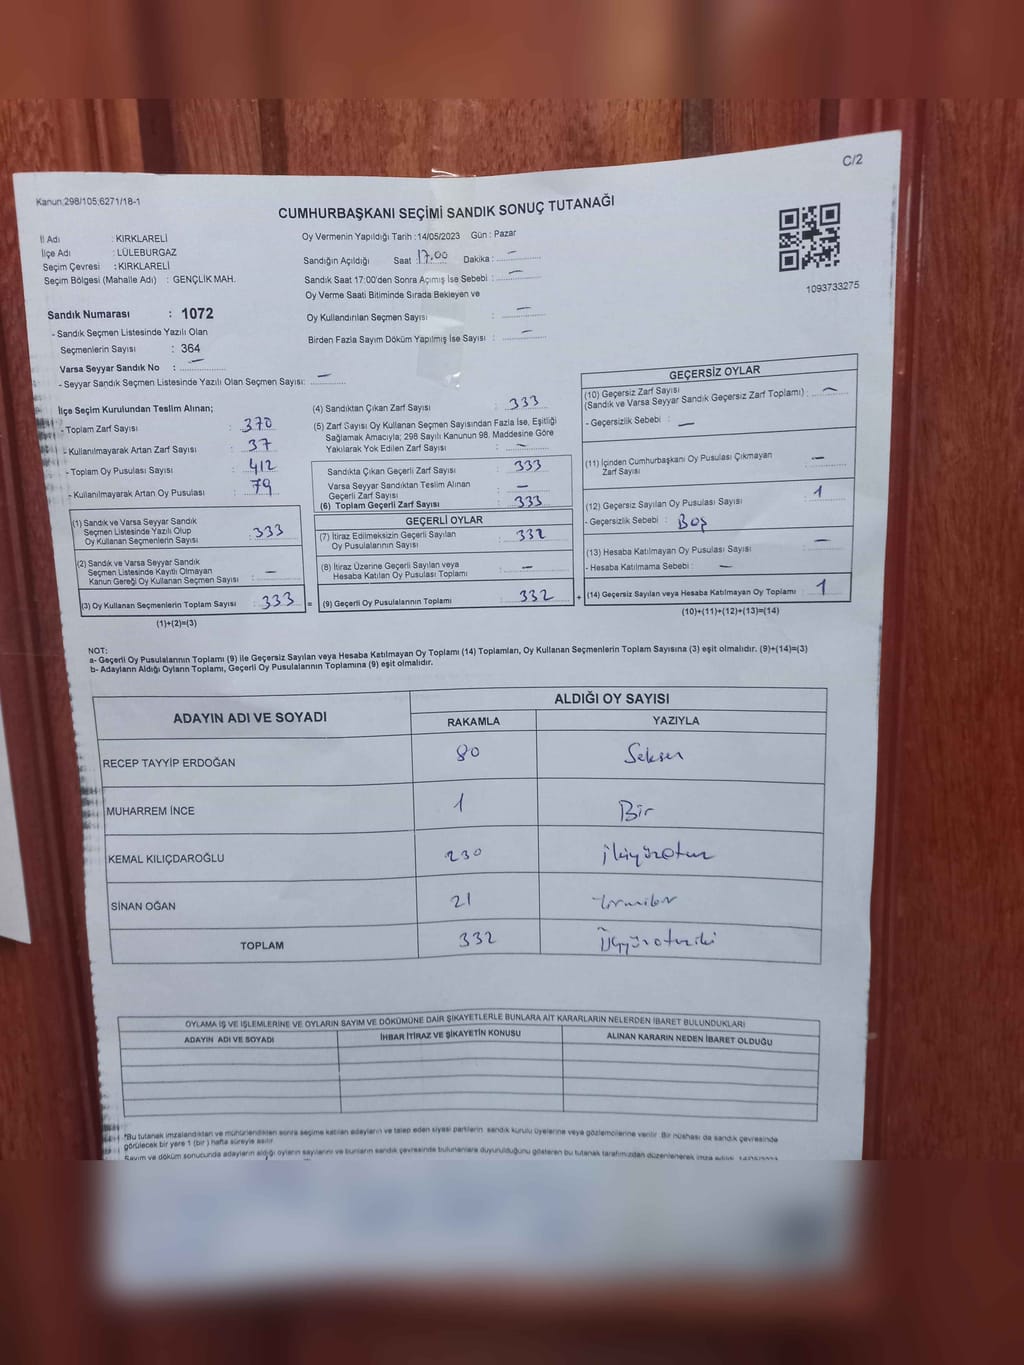 C/2
Kanun;298/105;6271/18-1
CUMHURBAŞKANI SEÇİMİ SANDIK SONUÇ TUTANAĞI
İl Adı : KIRKLARELİ
İlçe Adı : LÜLEBURGAZ
Seçim Çevresi : KIRKLARELİ
Seçim Bölgesi (Mahalle Adı) : GENÇLİK MAH.
Oy Vermenin Yapıldığı Tarih :14/05/2023 Gün : Pazar
Sandığın Açıldığı Saat 17.00 Dakika : —
Sandık Saat 17:00'den Sonra Açımış İse Sebebi : —
Oy Verme Saati Bitiminde Sırada Bekleyen ve
Oy Kullandırılan Seçmen Sayısı : —
Birden Fazla Sayım Döküm Yapılmış İse Sayısı : —
1093733275
Sandık Numarası : 1072
- Sandık Seçmen Listesinde Yazılı Olan
Seçmenlerin Sayısı : 364
Varsa Seyyar Sandık No : —
- Seyyar Sandık Seçmen Listesinde Yazılı Olan Seçmen Sayısı: —
İlçe Seçim Kurulundan Teslim Alınan;
- Toplam Zarf Sayısı : 370
- Kullanılmayarak Artan Zarf Sayısı : 37
- Toplam Oy Pusulası Sayısı : 412
- Kullanılmayarak Artan Oy Pusulası : 79
(1) Sandık ve Varsa Seyyar Sandık
Seçmen Listesinde Yazılı Olup
Oy Kullanan Seçmenlerin Sayısı : 333
(2) Sandık ve Varsa Seyyar Sandık
Seçmen Listesinde Kayıtlı Olmayan
Kanun Gereği Oy Kullanan Seçmen Sayısı : —
(3) Oy Kullanan Seçmenlerin Toplam Sayısı : 333 =
(1)+(2)=(3)
(4) Sandıktan Çıkan Zarf Sayısı : 333
(5) Zarf Sayısı Oy Kullanan Seçmen Sayısından Fazla İse, Eşitliği
Sağlamak Amacıyla; 298 Sayılı Kanunun 98. Maddesine Göre
Yakılarak Yok Edilen Zarf Sayısı : —
Sandıkta Çıkan Geçerli Zarf Sayısı : 333
Varsa Seyyar Sandıktan Teslim Alınan
Geçerli Zarf Sayısı : —
(6) Toplam Geçerli Zarf Sayısı : 333
GEÇERLİ OYLAR
(7) İtiraz Edilmeksizin Geçerli Sayılan
Oy Pusulalarının Sayısı : 332
(8) İtiraz Üzerine Geçerli Sayılan veya
Hesaba Katılan Oy Pusulası Toplamı : —
(9) Geçerli Oy Pusulalarının Toplamı : 332 +
GEÇERSİZ OYLAR
(10) Geçersiz Zarf Sayısı
(Sandık ve Varsa Seyyar Sandık Geçersiz Zarf Toplamı) : —
- Geçersizlik Sebebi : —
(11) İçinden Cumhurbaşkanı Oy Pusulası Çıkmayan
Zarf Sayısı : —
(12) Geçersiz Sayılan Oy Pusulası Sayısı : 1
- Geçersizlik Sebebi : Boş
(13) Hesaba Katılmayan Oy Pusulası Sayısı : —
- Hesaba Katılmama Sebebi : —
(14) Geçersiz Sayılan veya Hesaba Katılmayan Oy Toplamı : 1
(10)+(11)+(12)+(13)=(14)
NOT:
a- Geçerli Oy Pusulalarının Toplamı (9) ile Geçersiz Sayılan veya Hesaba Katılmayan Oy Toplamı (14) Toplamları, Oy Kullanan Seçmenlerin Toplam Sayısına (3) eşit olmalıdır. (9)+(14)=(3)
b- Adayların Aldığı Oyların Toplamı, Geçerli Oy Pusulalarının Toplamına (9) eşit olmalıdır.
ADAYIN ADI VE SOYADI ALDIĞI OY SAYISI
RAKAMLA YAZIYLA
RECEP TAYYİP ERDOĞAN 80 Seksen
MUHARREM İNCE 1 Bir
KEMAL KILIÇDAROĞLU 230 ikiyüzotuz
SİNAN OĞAN 21 Yirmibir
TOPLAM 332 Üçyüzotuziki
OYLAMA İŞ VE İŞLEMLERİNE VE OYLARIN SAYIM VE DÖKÜMÜNE DAİR ŞİKAYETLERLE BUNLARA AİT KARARLARIN NELERDEN İBARET BULUNDUKLARI
ADAYIN ADI VE SOYADI İHBAR İTİRAZ VE ŞİKAYETİN KONUSU ALINAN KARARIN NEDEN İBARET OLDUĞU
*Bu tutanak imzalandıktan ve mühürlendikten sonra seçime katılan adayların ve talep eden siyasi partilerin sandık kurulu üyelerine veya gözlemcilerine verilir. Bir nüshası da sandık çevresinde
görülecek bir yere 1 (bir) hafta süreyle asılır.
Sayım ve döküm sonucunda adayların aldığı oyların sayılarını ve bunların sandık çevresinde bulunanlara duyurulduğunu gösteren bu tutanak tarafımızdan düzenlenerek imza edildi. 14/05/2023